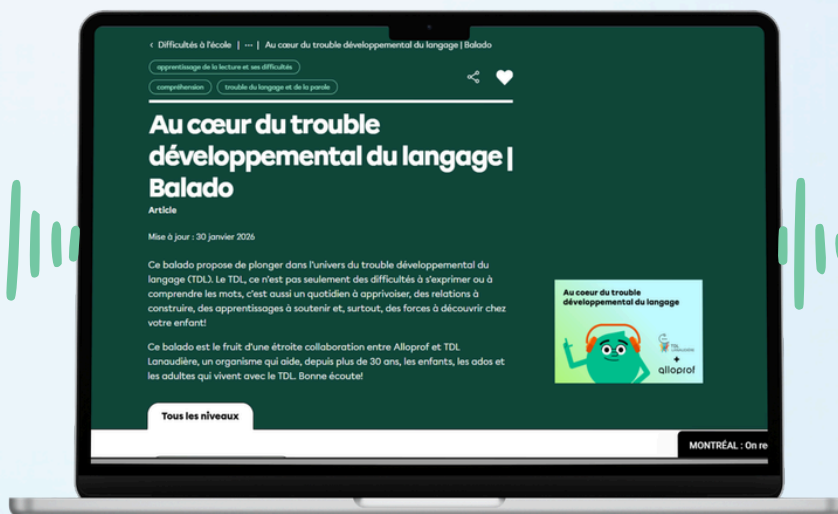 < Difficultés à l'école | ··· | Au cœur du trouble développemental du langage | Balado
apprentissage de la lecture et ses difficultés
compréhension
trouble du langage et de la parole
Au cœur du trouble
développemental du langage |
Balado
Article
Mise à jour : 30 janvier 2026
Ce balado propose de plonger dans l'univers du trouble développemental du
langage (TDL). Le TDL, ce n'est pas seulement des difficultés à s'exprimer ou à
comprendre les mots, c'est aussi un quotidien à apprivoiser, des relations à
construire, des apprentissages à soutenir et, surtout, des forces à découvrir chez
votre enfant!
Ce balado est le fruit d'une étroite collaboration entre Alloprof et TDL
Lanaudière, un organisme qui aide, depuis plus de 30 ans, les enfants, les ados et
les adultes qui vivent avec le TDL. Bonne écoute!
Au coeur du trouble
développemental du langage
TDL
LANAUDIÈRE
+
alloprof
Tous les niveaux
MONTRÉAL : On re